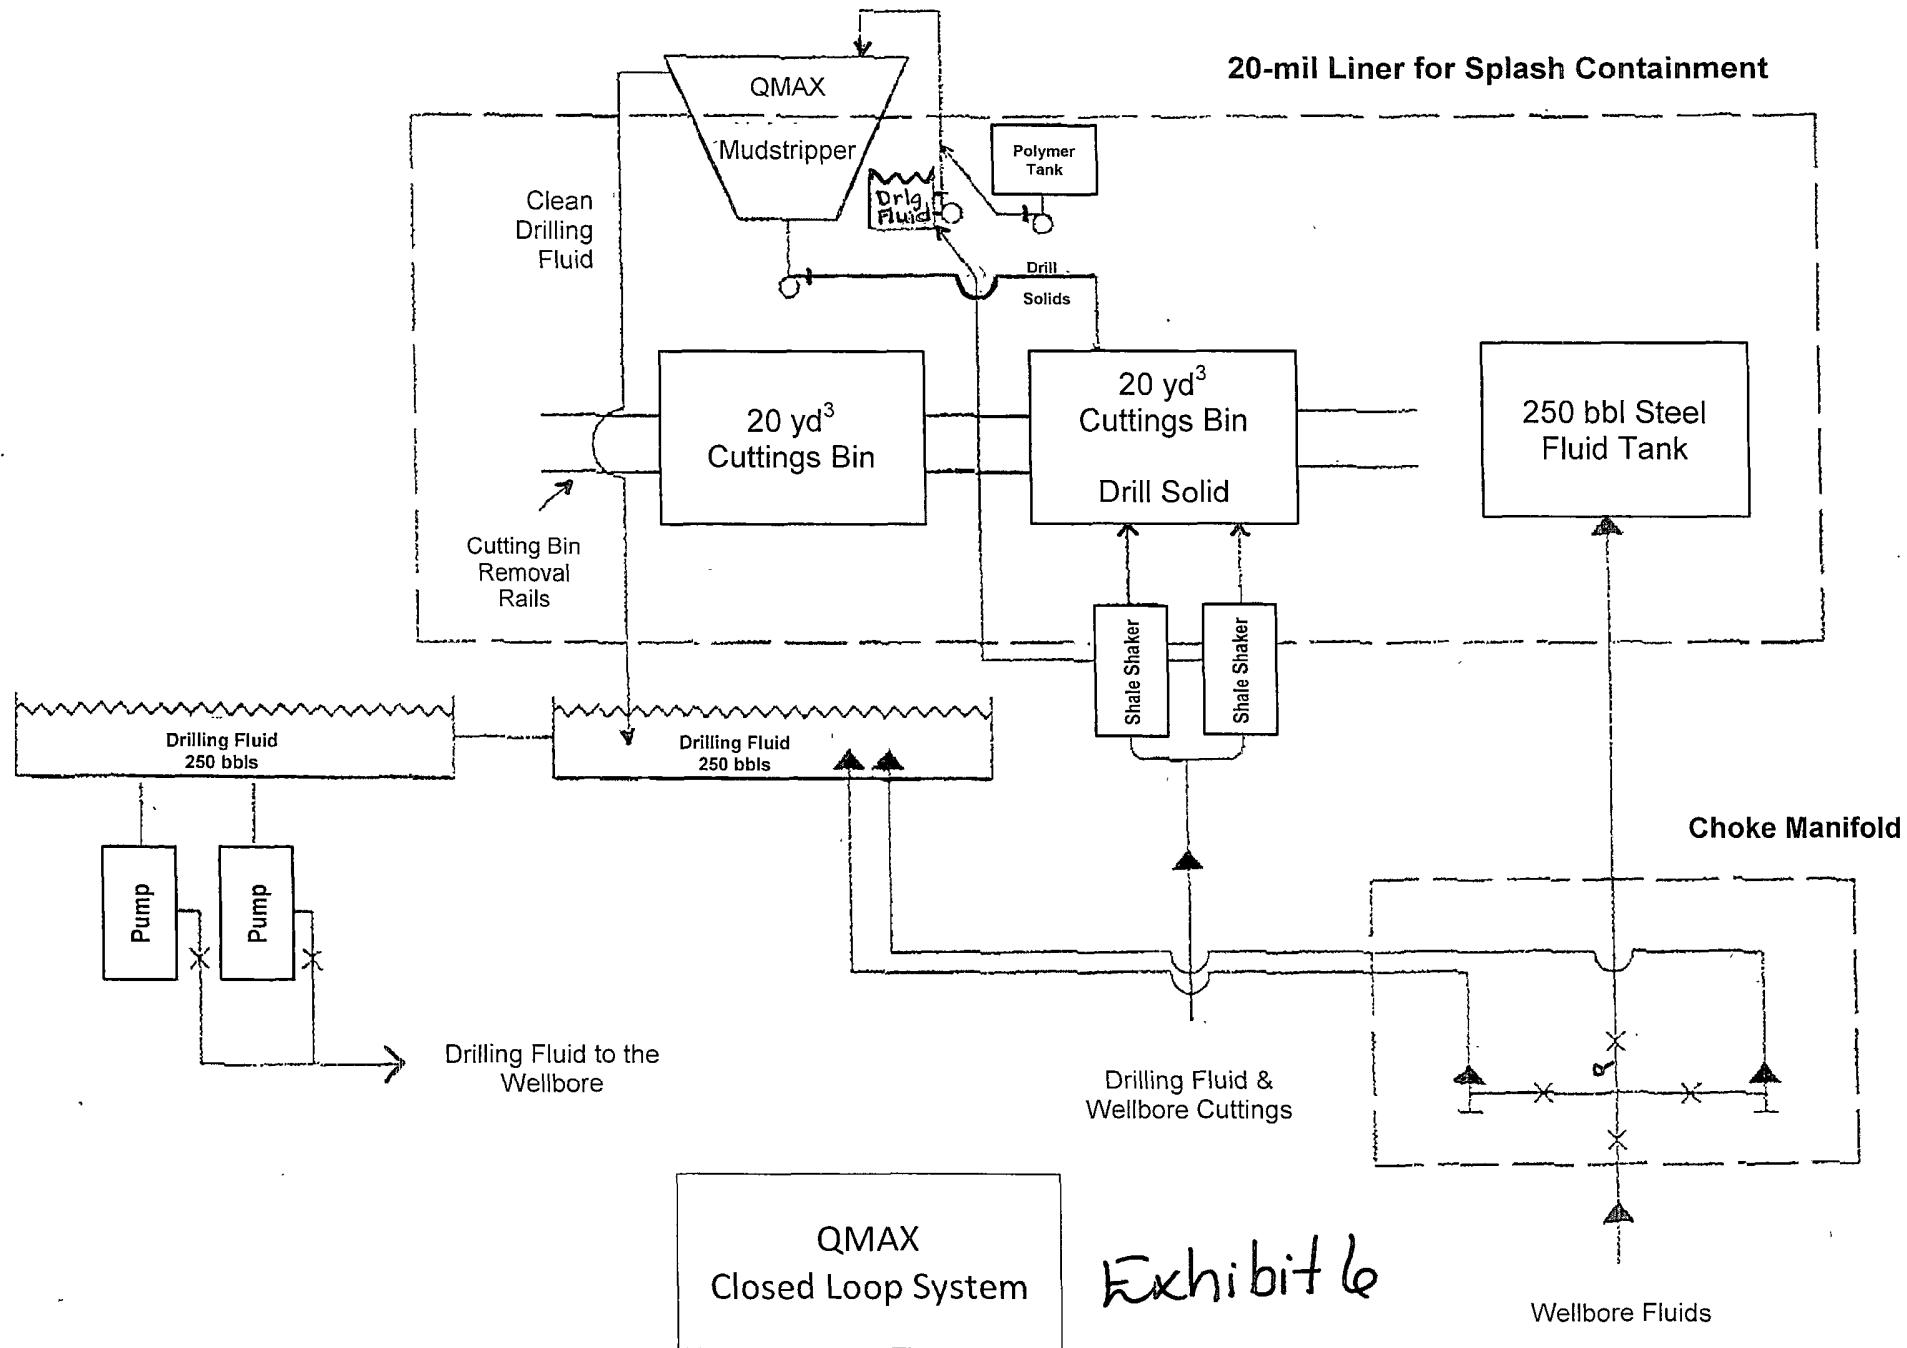 20-mil Liner for Splash Containment
QMAX
Mudstripper
Polymer
Tank
Drlg
Fluid
Clean
Drilling
Fluid
Drill
Solids
20 yd³
Cuttings Bin
20 yd³
Cuttings Bin
Drill Solid
250 bbl Steel
Fluid Tank
Cutting Bin
Removal
Rails
Shale Shaker
Shale Shaker
Drilling Fluid
250 bbls
Drilling Fluid
250 bbls
Choke Manifold
Pump
Pump
Drilling Fluid to the
Wellbore
Drilling Fluid &
Wellbore Cuttings
QMAX
Closed Loop System
Exhibit 6
Wellbore Fluids